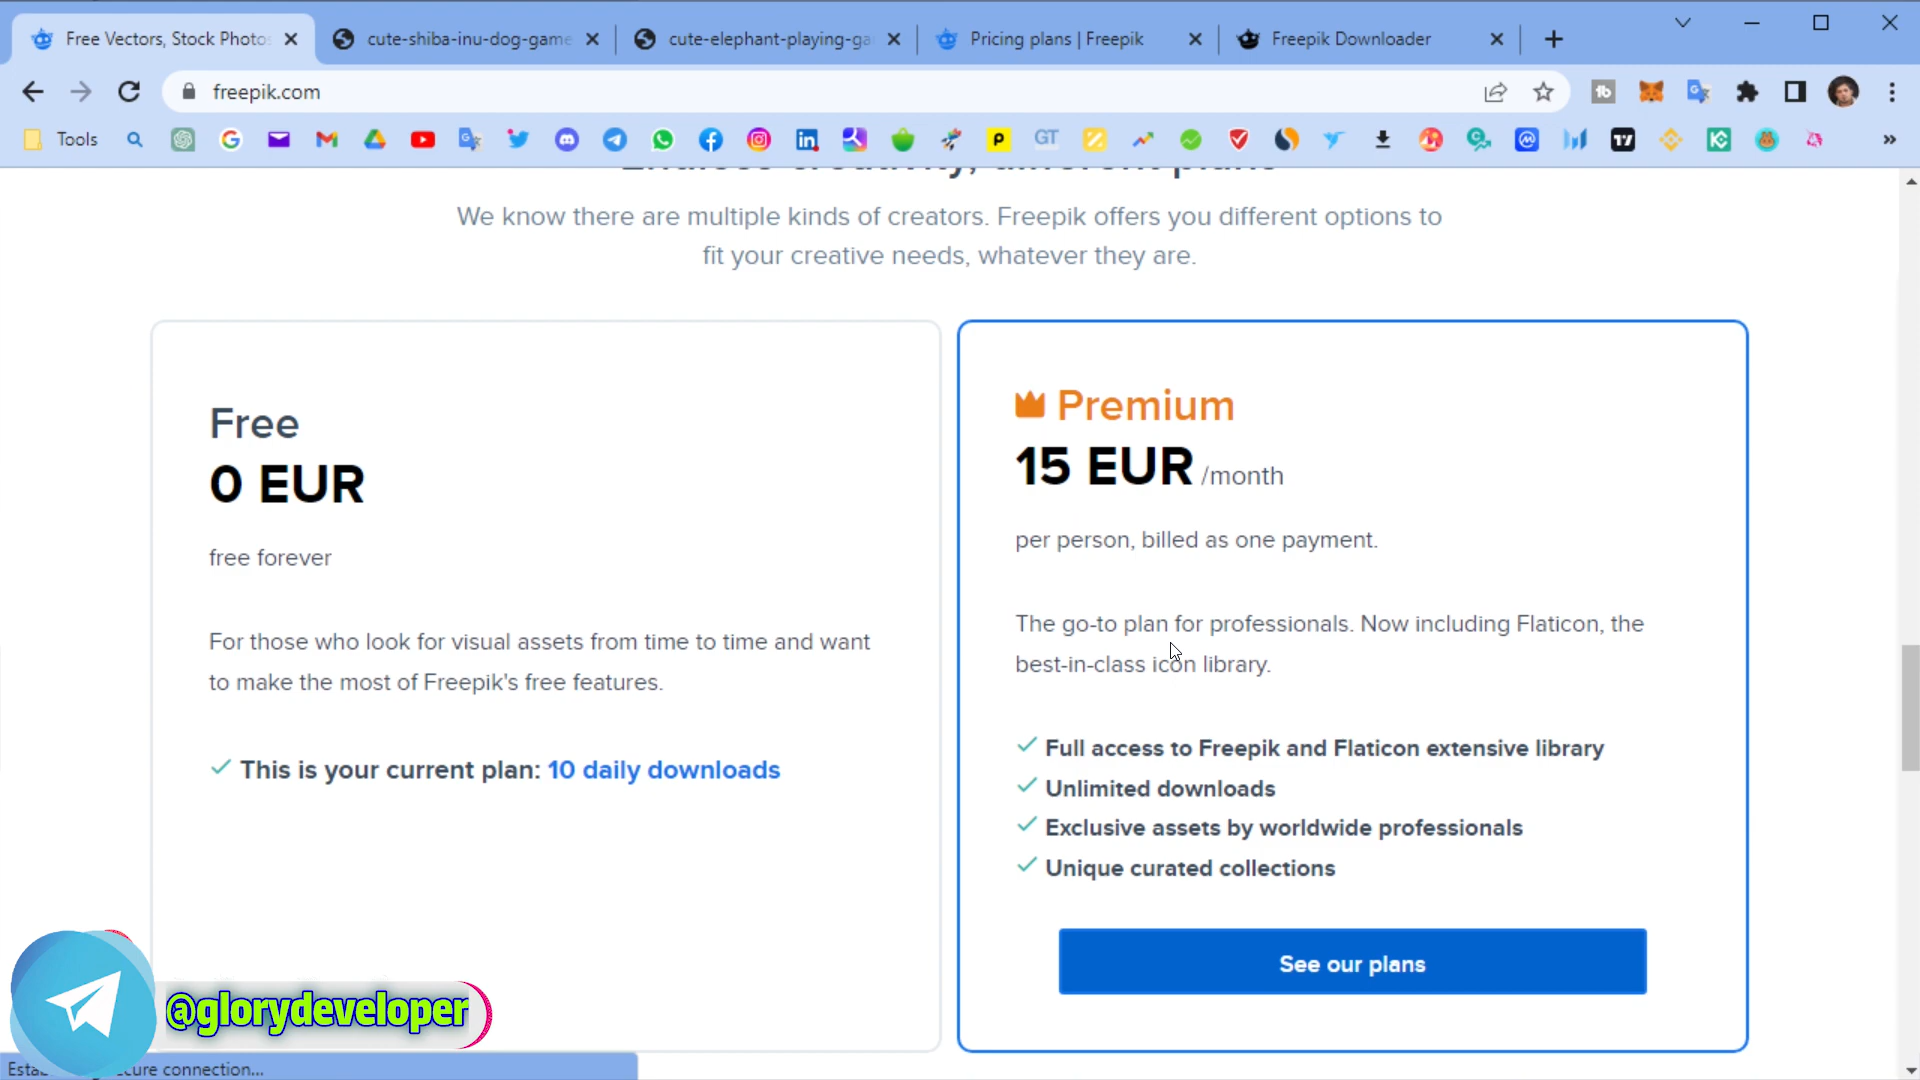 Free Vectors, Stock Photos
cute-shiba-inu-dog-game
cute-elephant-playing-ga
Pricing plans | Freepik
Freepik Downloader
freepik.com
Tools
Endless creativity, different plans
We know there are multiple kinds of creators. Freepik offers you different options to
fit your creative needs, whatever they are.
Free
0 EUR
free forever
For those who look for visual assets from time to time and want
to make the most of Freepik's free features.
This is your current plan: 10 daily downloads
Premium
15 EUR /month
per person, billed as one payment.
The go-to plan for professionals. Now including Flaticon, the
best-in-class icon library.
Full access to Freepik and Flaticon extensive library
Unlimited downloads
Exclusive assets by worldwide professionals
Unique curated collections
See our plans
@glorydeveloper
connection...